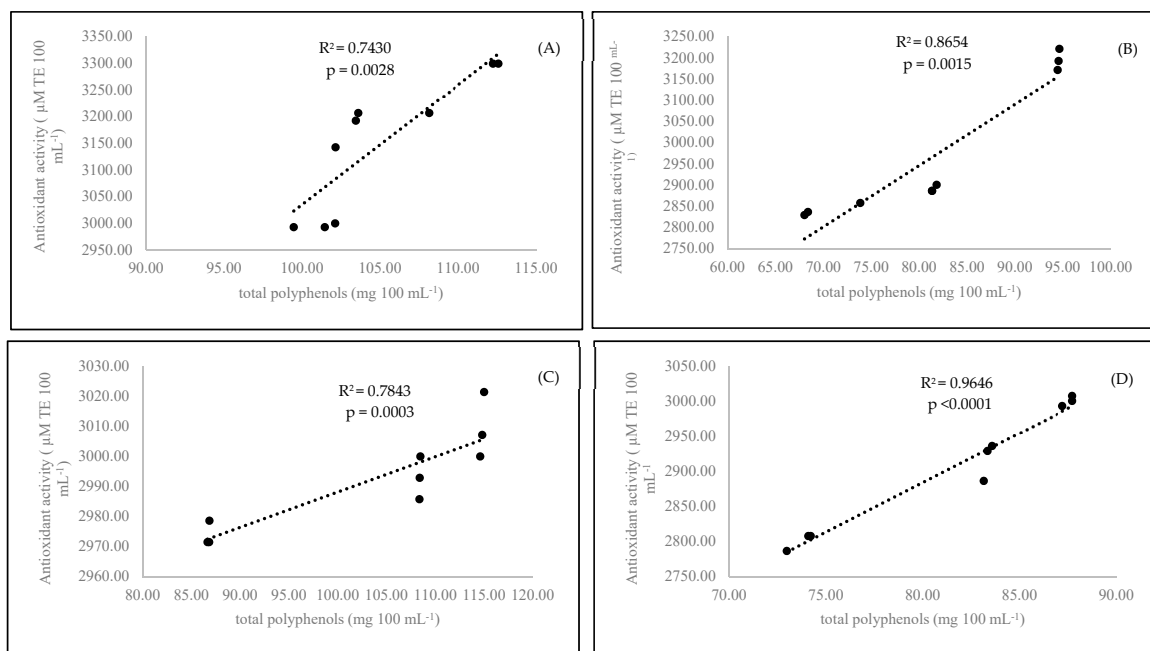 (A)
R² = 0.7430
p = 0.0028
3350.00
3300.00
3250.00
3200.00
3150.00
3100.00
3050.00
3000.00
2950.00
Antioxidant activity ( µM TE 100
mL⁻¹)
90.00 95.00 100.00 105.00 110.00 115.00
total polyphenols (mg 100 mL⁻¹)
(B)
R² = 0.8654
p = 0.0015
3250.00
3200.00
3150.00
3100.00
3050.00
3000.00
2950.00
2900.00
2850.00
2800.00
2750.00
Antioxidant activity ( µM TE 100 mL-
1)
60.00 65.00 70.00 75.00 80.00 85.00 90.00 95.00 100.00
total polyphenols (mg 100 mL⁻¹)
(C)
R² = 0.7843
p = 0.0003
3030.00
3020.00
3010.00
3000.00
2990.00
2980.00
2970.00
2960.00
Antioxidant activity ( µM TE 100
mL⁻¹)
80.00 85.00 90.00 95.00 100.00 105.00 110.00 115.00 120.00
total polyphenols (mg 100 mL⁻¹)
(D)
R² = 0.9646
p <0.0001
3050.00
3000.00
2950.00
2900.00
2850.00
2800.00
2750.00
Antioxidant activity ( µM TE 100
mL⁻¹
70.00 75.00 80.00 85.00 90.00
total polyphenols (mg 100 mL⁻¹)